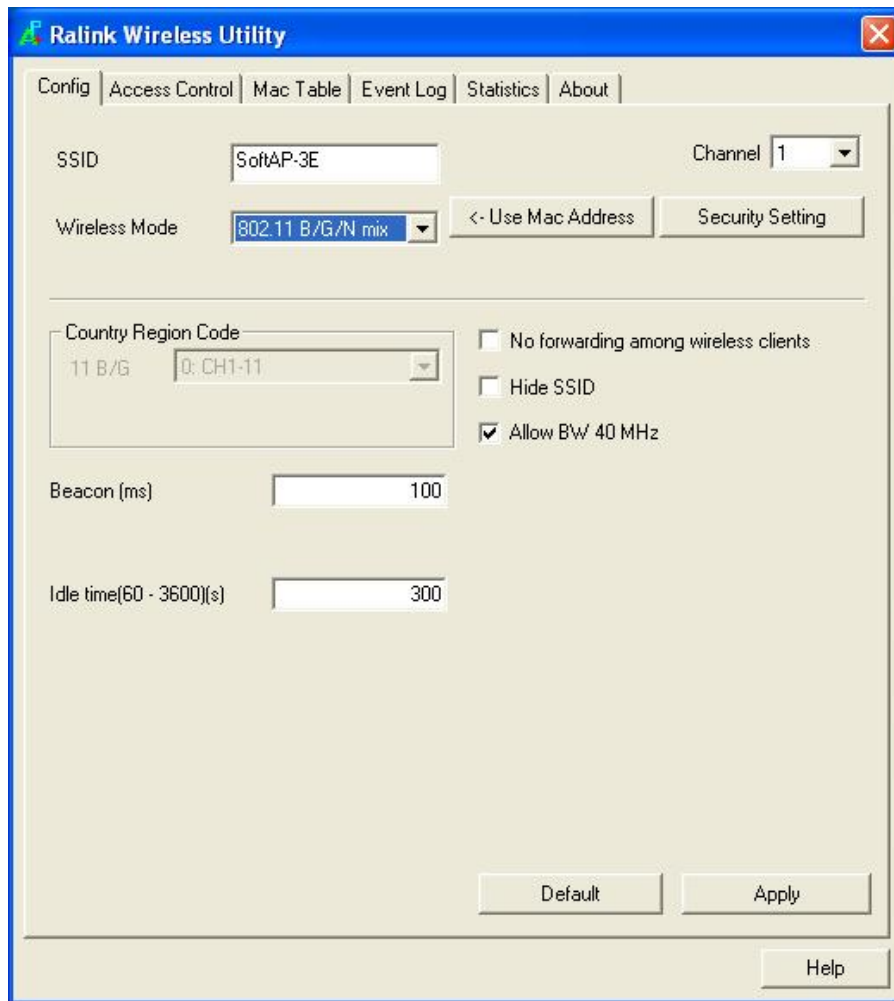 Ralink Wireless Utility
Config Access Control Mac Table Event Log Statistics About
SSID SoftAP-3E Channel 1
Wireless Mode 802.11 B/G/N mix <- Use Mac Address Security Setting
Country Region Code
11 B/G 0: CH1-11
No forwarding among wireless clients
Hide SSID
Allow BW 40 MHz
Beacon (ms) 100
Idle time(60 - 3600)(s) 300
Default Apply
Help